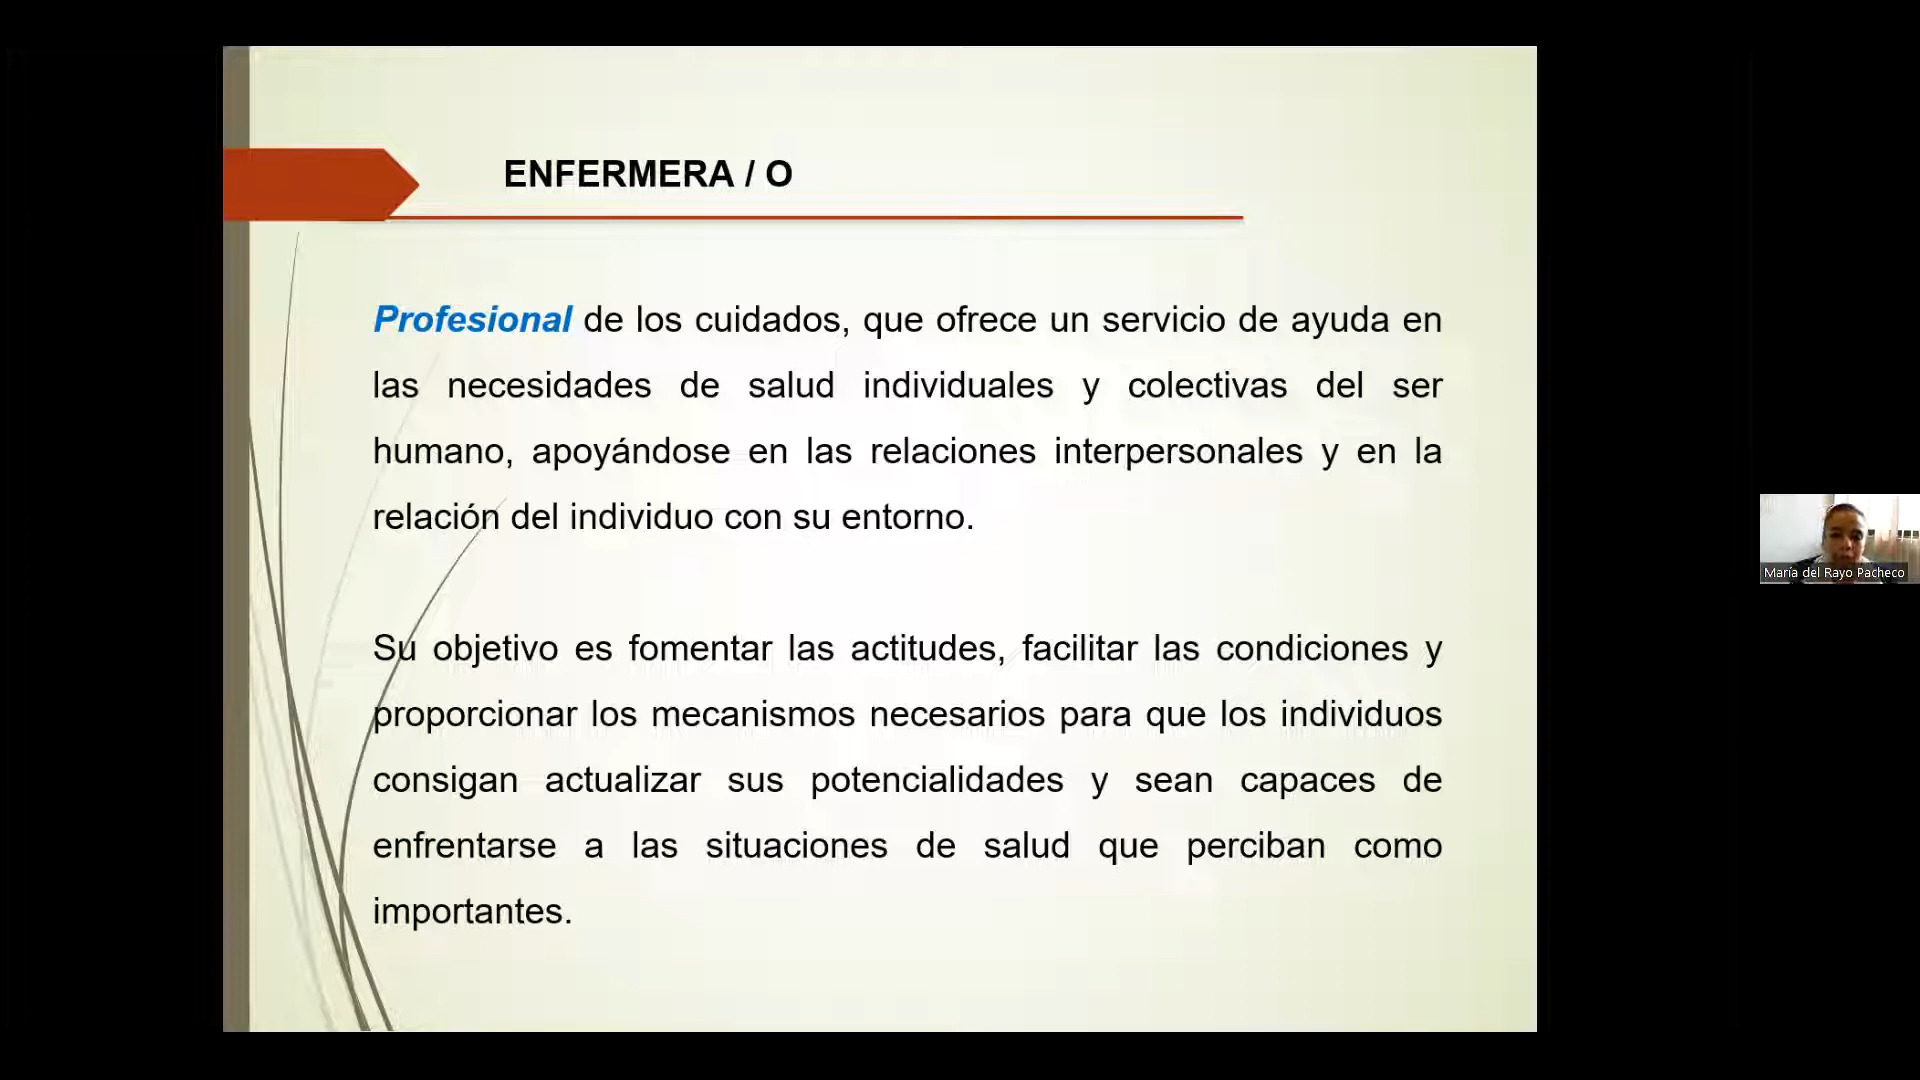 ENFERMERA / O
Profesional de los cuidados, que ofrece un servicio de ayuda en
las necesidades de salud individuales y colectivas del ser
humano, apoyándose en las relaciones interpersonales y en la
relación del individuo con su entorno.
Su objetivo es fomentar las actitudes, facilitar las condiciones y
proporcionar los mecanismos necesarios para que los individuos
consigan actualizar sus potencialidades y sean capaces de
enfrentarse a las situaciones de salud que perciban como
importantes.
María del Rayo Pacheco